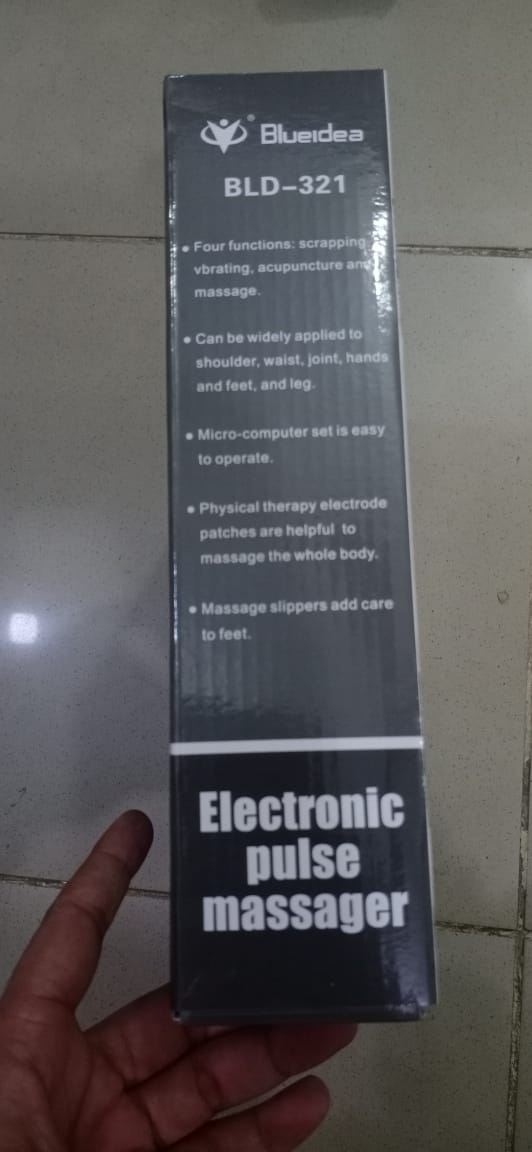 Blueidea
BLD-321
• Four functions: scrapping,
vbrating, acupuncture and
massage.
• Can be widely applied to
shoulder, waist, joint, hands
and feet, and leg.
• Micro-computer set is easy
to operate.
• Physical therapy electrode
patches are helpful to
massage the whole body.
• Massage slippers add care
to feet.
Electronic
pulse
massager